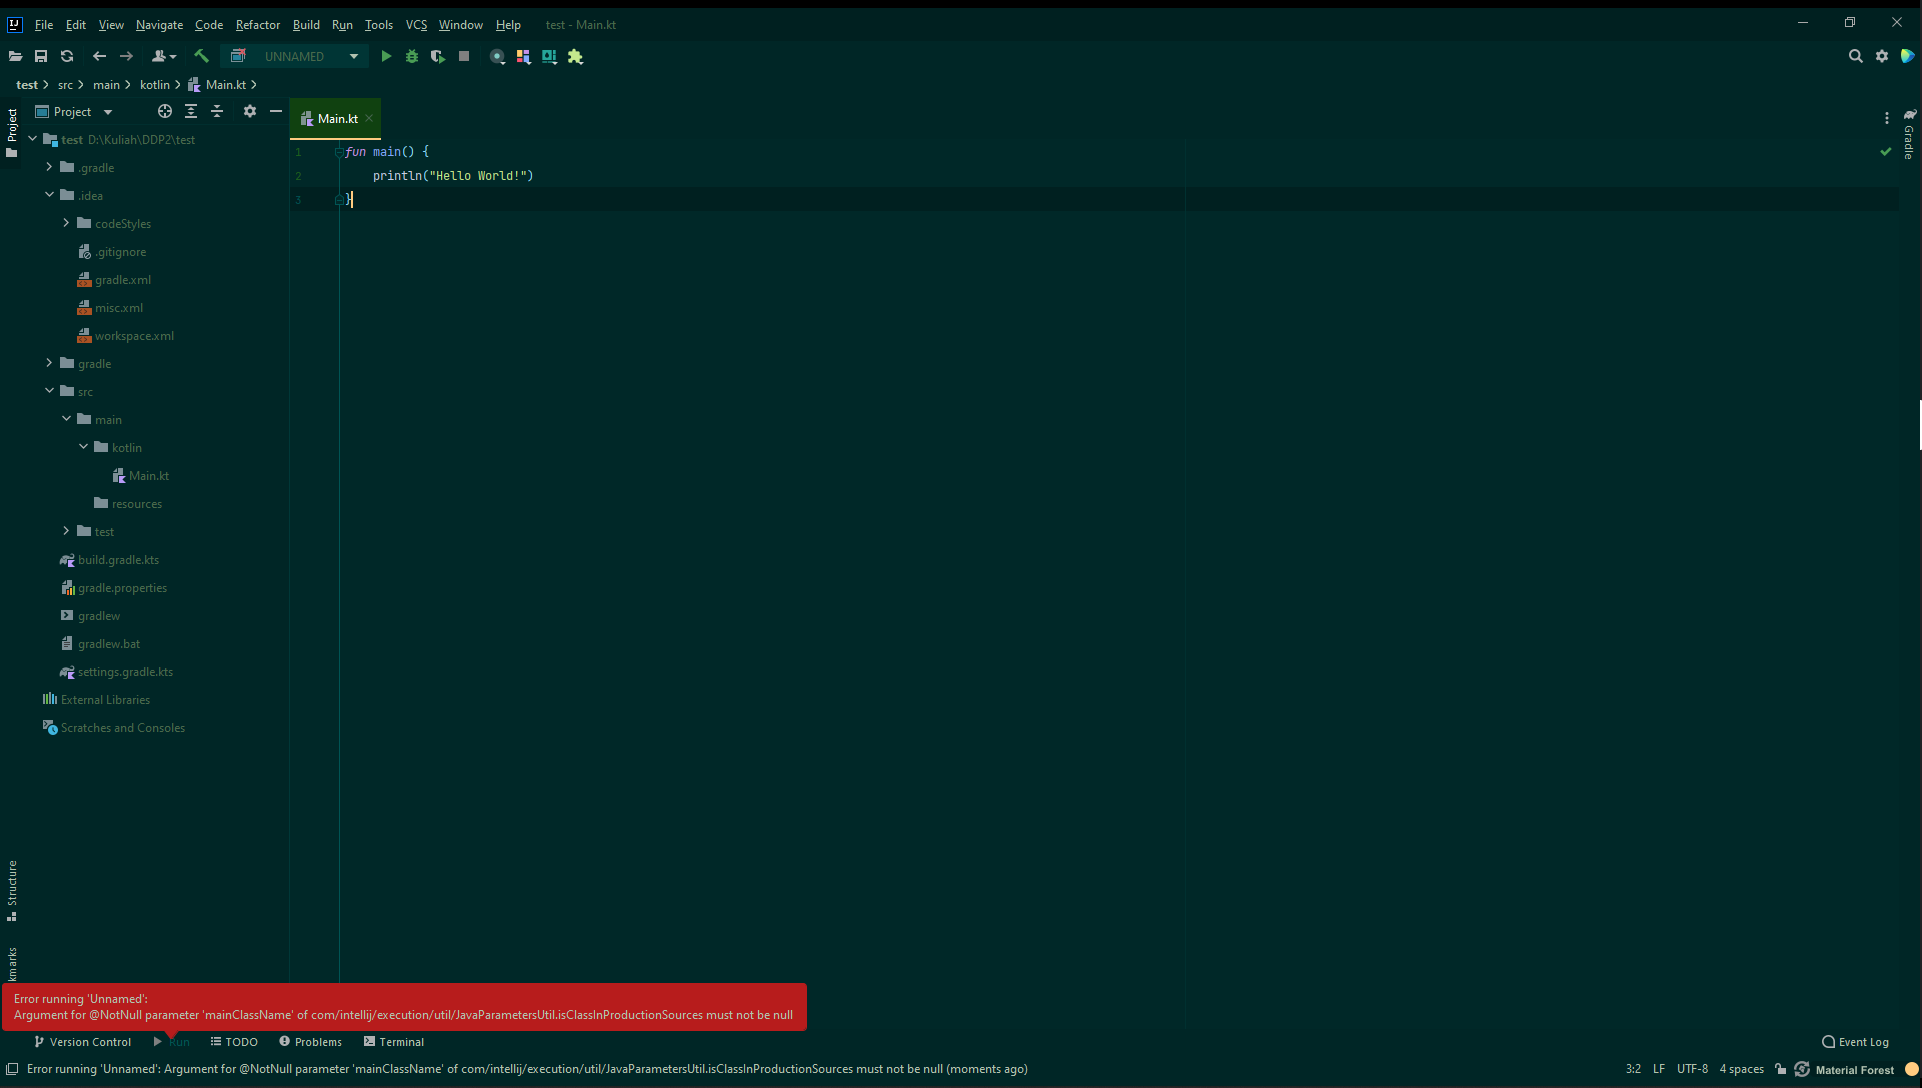 IJ File Edit View Navigate Code Refactor Build Run Tools VCS Window Help test - Main.kt
UNNAMED
test src main kotlin Main.kt
Project
Project
Main.kt
Gradle
test D:\Kuliah\DDP2\test
.gradle
.idea
codeStyles
.gitignore
gradle.xml
misc.xml
workspace.xml
gradle
src
main
kotlin
Main.kt
resources
test
build.gradle.kts
gradle.properties
gradlew
gradlew.bat
settings.gradle.kts
External Libraries
Scratches and Consoles
1 fun main() {
2 println("Hello World!")
3 }
Structure
kmarks
Error running 'Unnamed':
Argument for @NotNull parameter 'mainClassName' of com/intellij/execution/util/JavaParametersUtil.isClassInProductionSources must not be null
Version Control Run TODO Problems Terminal Event Log
Error running 'Unnamed': Argument for @NotNull parameter 'mainClassName' of com/intellij/execution/util/JavaParametersUtil.isClassInProductionSources must not be null (moments ago) 3:2 LF UTF-8 4 spaces Material Forest